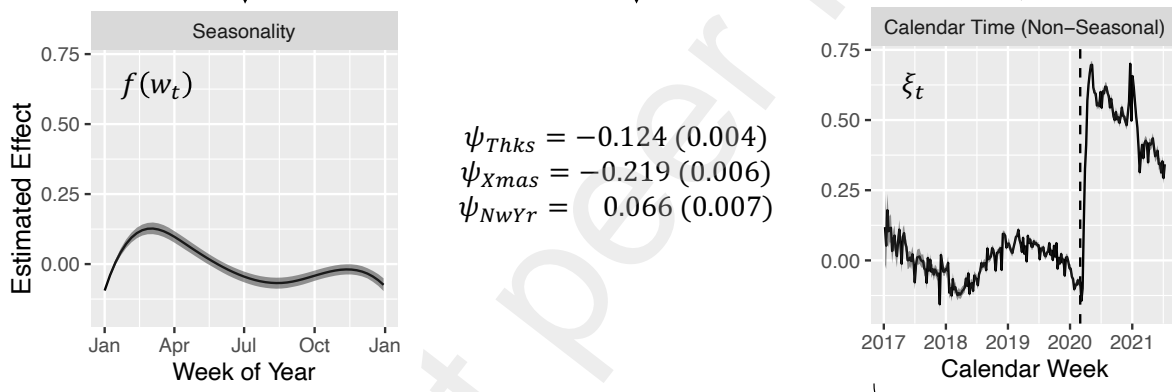 Seasonality
0.75
0.50
0.25
0.00
f(w_t)
Estimated Effect
Jan Apr Jul Oct Jan
Week of Year
ψ_Thks = −0.124 (0.004)
ψ_Xmas = −0.219 (0.006)
ψ_NwYr = 0.066 (0.007)
Calendar Time (Non−Seasonal)
0.75
0.50
0.25
0.00
ξ_t
2017 2018 2019 2020 2021
Calendar Week
t peer r